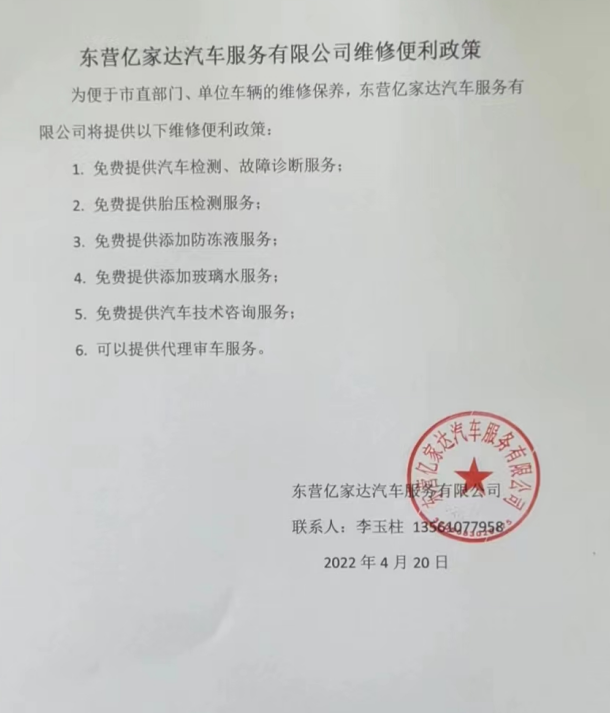 东营亿家达汽车服务有限公司维修便利政策
为便于市直部门、单位车辆的维修保养，东营亿家达汽车服务有
限公司将提供以下维修便利政策：
1. 免费提供汽车检测、故障诊断服务；
2. 免费提供胎压检测服务；
3. 免费提供添加防冻液服务；
4. 免费提供添加玻璃水服务；
5. 免费提供汽车技术咨询服务；
6. 可以提供代理审车服务。
东营亿家达汽车服务有限公司
联系人：李玉柱 13561077958
2022 年 4 月 20 日
东营亿家达汽车服务有限公司